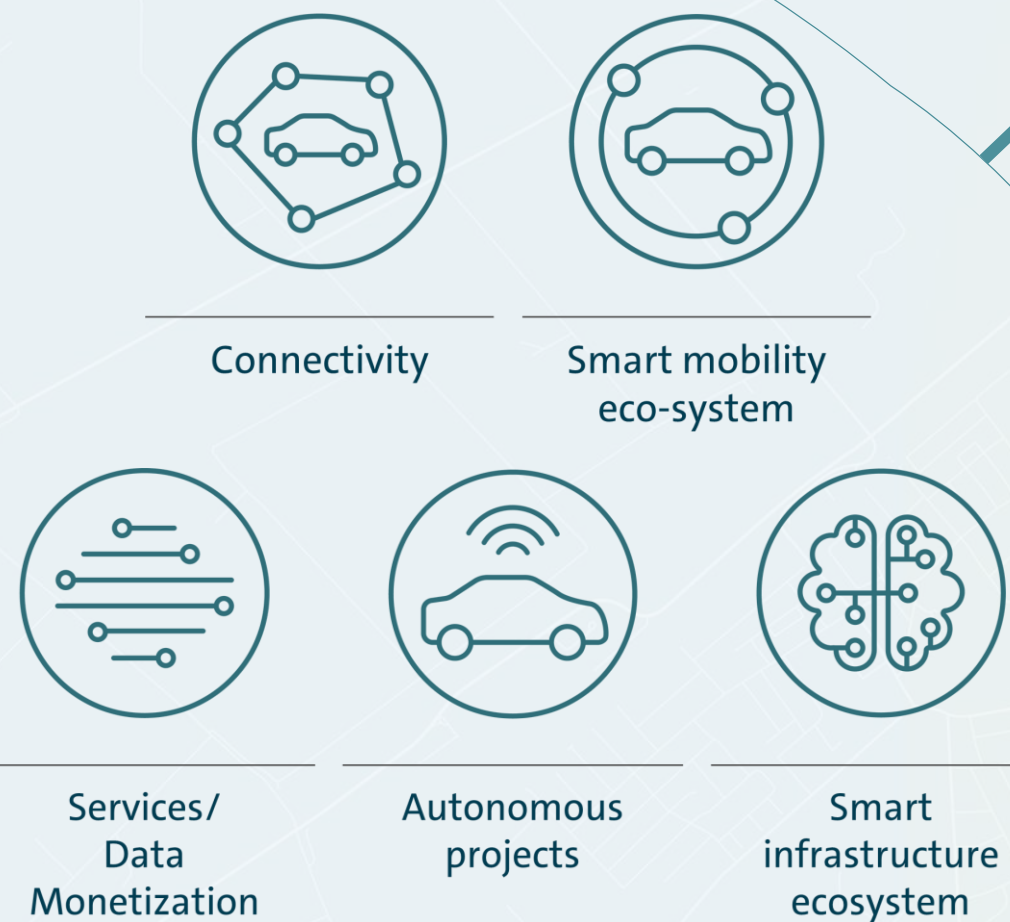 Connectivity
Smart mobility
eco-system
Services/
Data
Monetization
Autonomous
projects
Smart
infrastructure
ecosystem